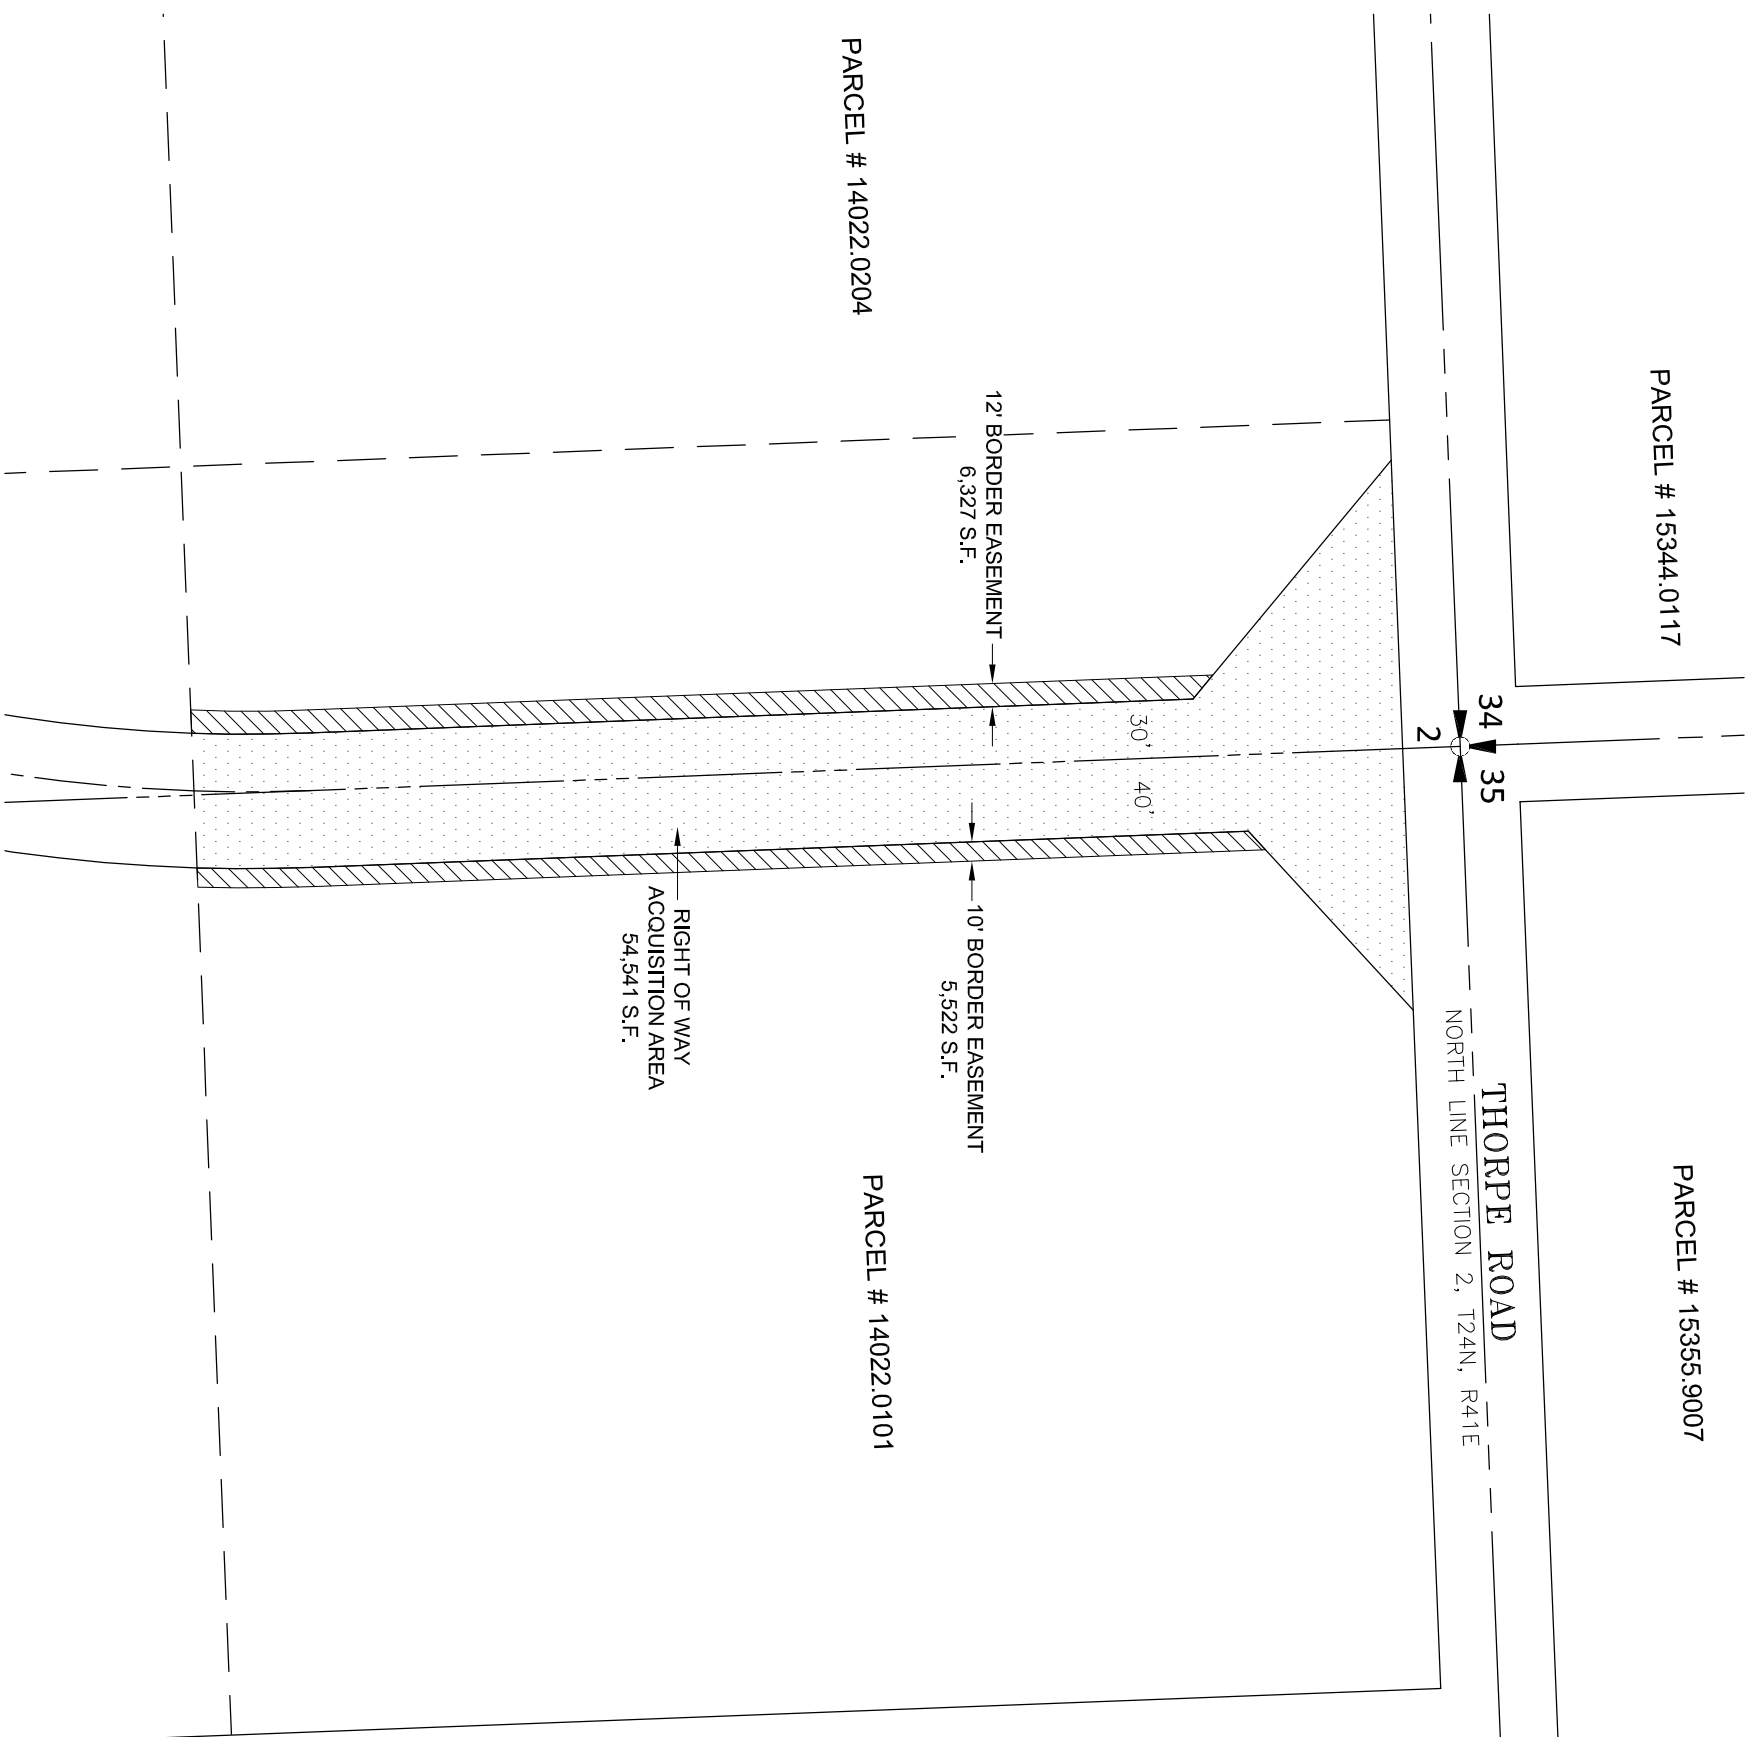 PARCEL # 15344.0117
PARCEL # 15355.9007
34
35
2
THORPE ROAD
NORTH LINE SECTION 2, T24N, R41E
30'
40'
12' BORDER EASEMENT
6,327 S.F.
10' BORDER EASEMENT
5,522 S.F.
PARCEL # 14022.0204
PARCEL # 14022.0101
RIGHT OF WAY
ACQUISITION AREA
54,541 S.F.